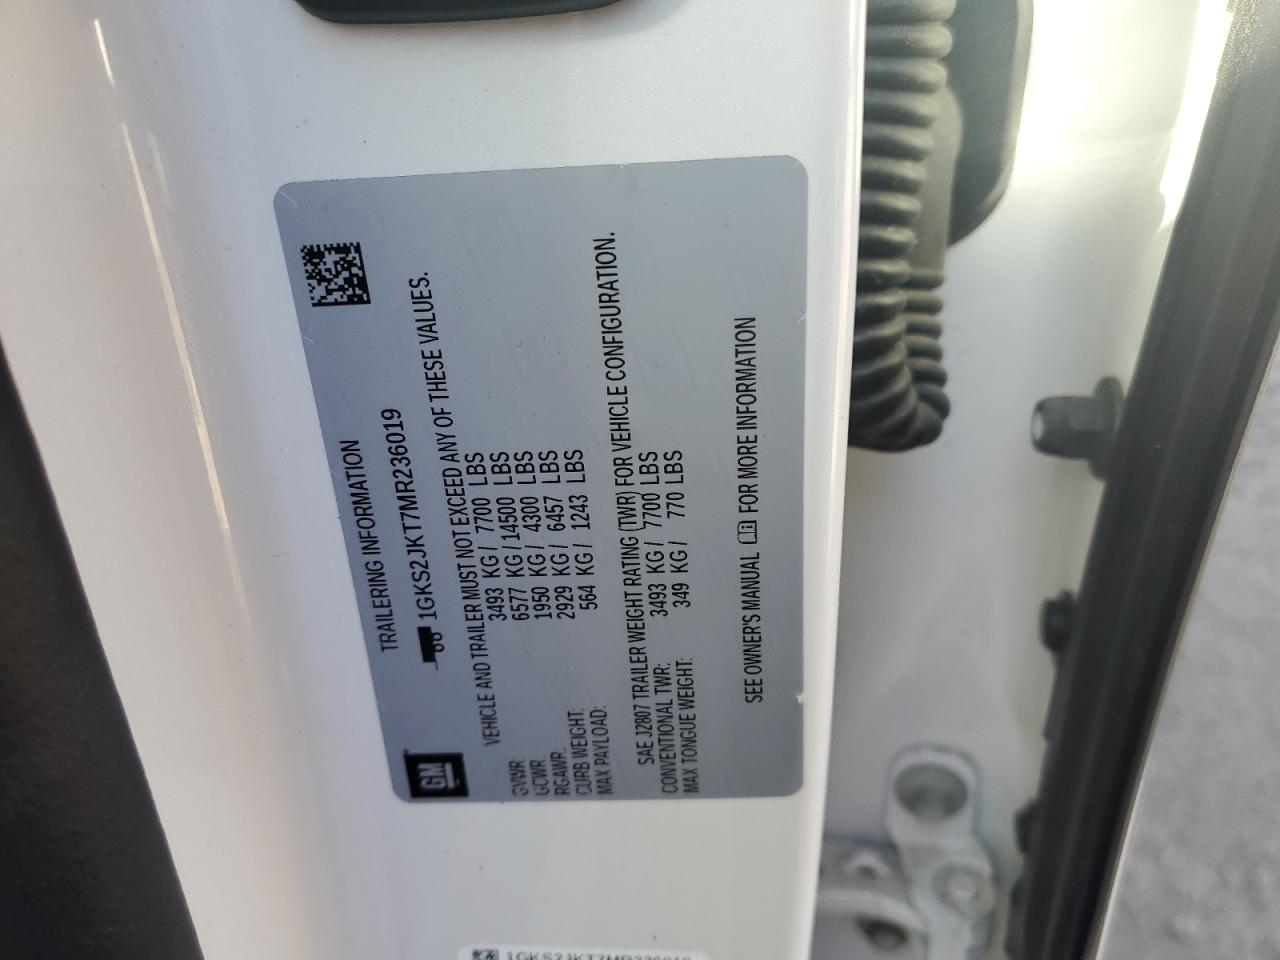 GM
TRAILERING INFORMATION
1GKS2JKT7MR236019
VEHICLE AND TRAILER MUST NOT EXCEED ANY OF THESE VALUES.
GVWR 3493 KG / 7700 LBS
GCWR 6577 KG / 14500 LBS
RGAWR 1950 KG / 4300 LBS
CURB WEIGHT: 2929 KG / 6457 LBS
MAX PAYLOAD: 564 KG / 1243 LBS
SAE J2807 TRAILER WEIGHT RATING (TWR) FOR VEHICLE CONFIGURATION.
CONVENTIONAL TWR: 3493 KG / 7700 LBS
MAX TONGUE WEIGHT: 349 KG / 770 LBS
SEE OWNER'S MANUAL FOR MORE INFORMATION
1GKS2JKT7MR236019